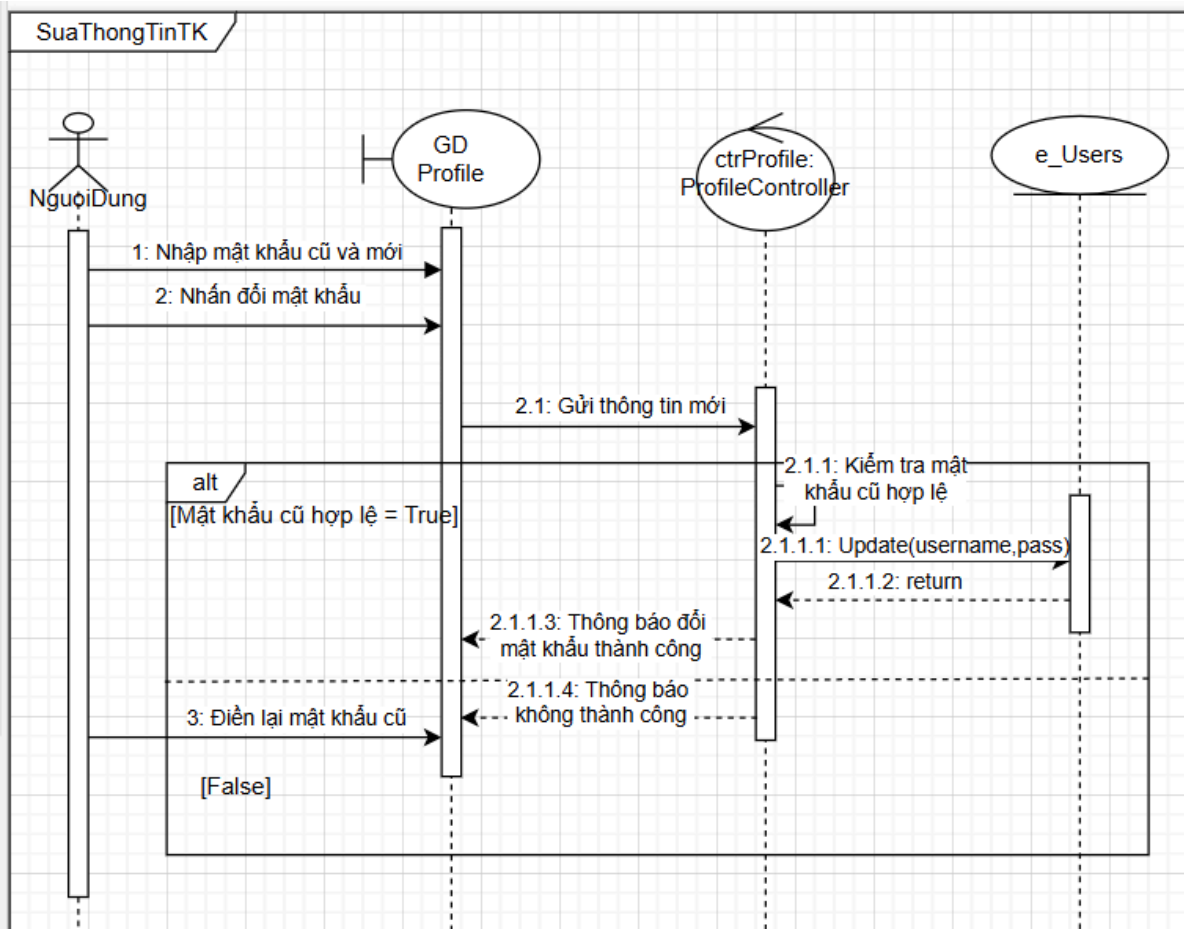 SuaThongTinTK
GD
Profile
ctrProfile:
ProfileController
e_Users
NguoiDung
1: Nhập mật khẩu cũ và mới
2: Nhấn đổi mật khẩu
2.1: Gửi thông tin mới
alt
[Mật khẩu cũ hợp lệ = True]
2.1.1: Kiểm tra mật
khẩu cũ hợp lệ
2.1.1.1: Update(username,pass)
2.1.1.2: return
2.1.1.3: Thông báo đổi
mật khẩu thành công
2.1.1.4: Thông báo
không thành công
3: Điền lại mật khẩu cũ
[False]